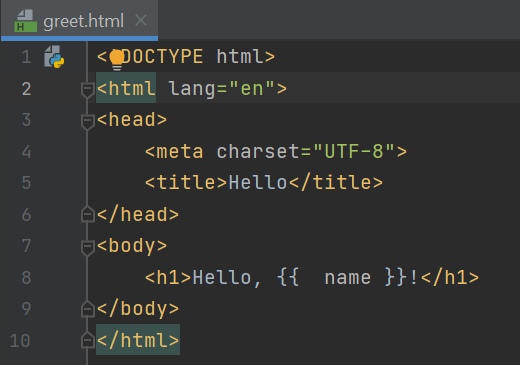 greet.html
1 <!DOCTYPE html>
2 <html lang="en">
3 <head>
4     <meta charset="UTF-8">
5     <title>Hello</title>
6 </head>
7 <body>
8     <h1>Hello, {{  name }}!</h1>
9 </body>
10 </html>